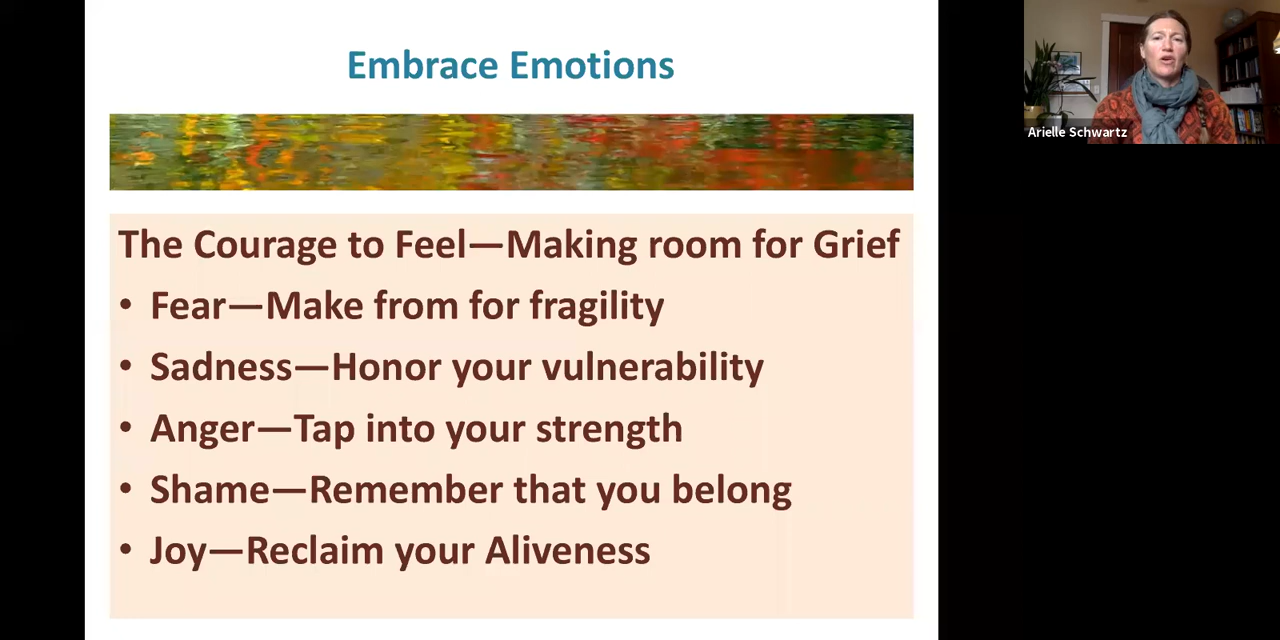 Embrace Emotions
Arielle Schwartz
The Courage to Feel—Making room for Grief
• Fear—Make from for fragility
• Sadness—Honor your vulnerability
• Anger—Tap into your strength
• Shame—Remember that you belong
• Joy—Reclaim your Aliveness